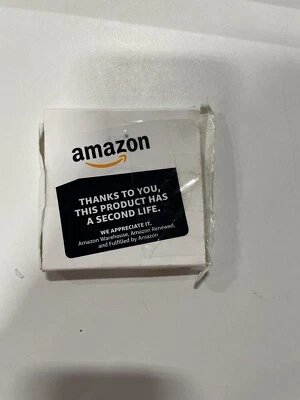 amazon
THANKS TO YOU,
THIS PRODUCT HAS
A SECOND LIFE.
WE APPRECIATE IT.
Amazon Warehouse, Amazon Renewed,
and Fulfilled by Amazon